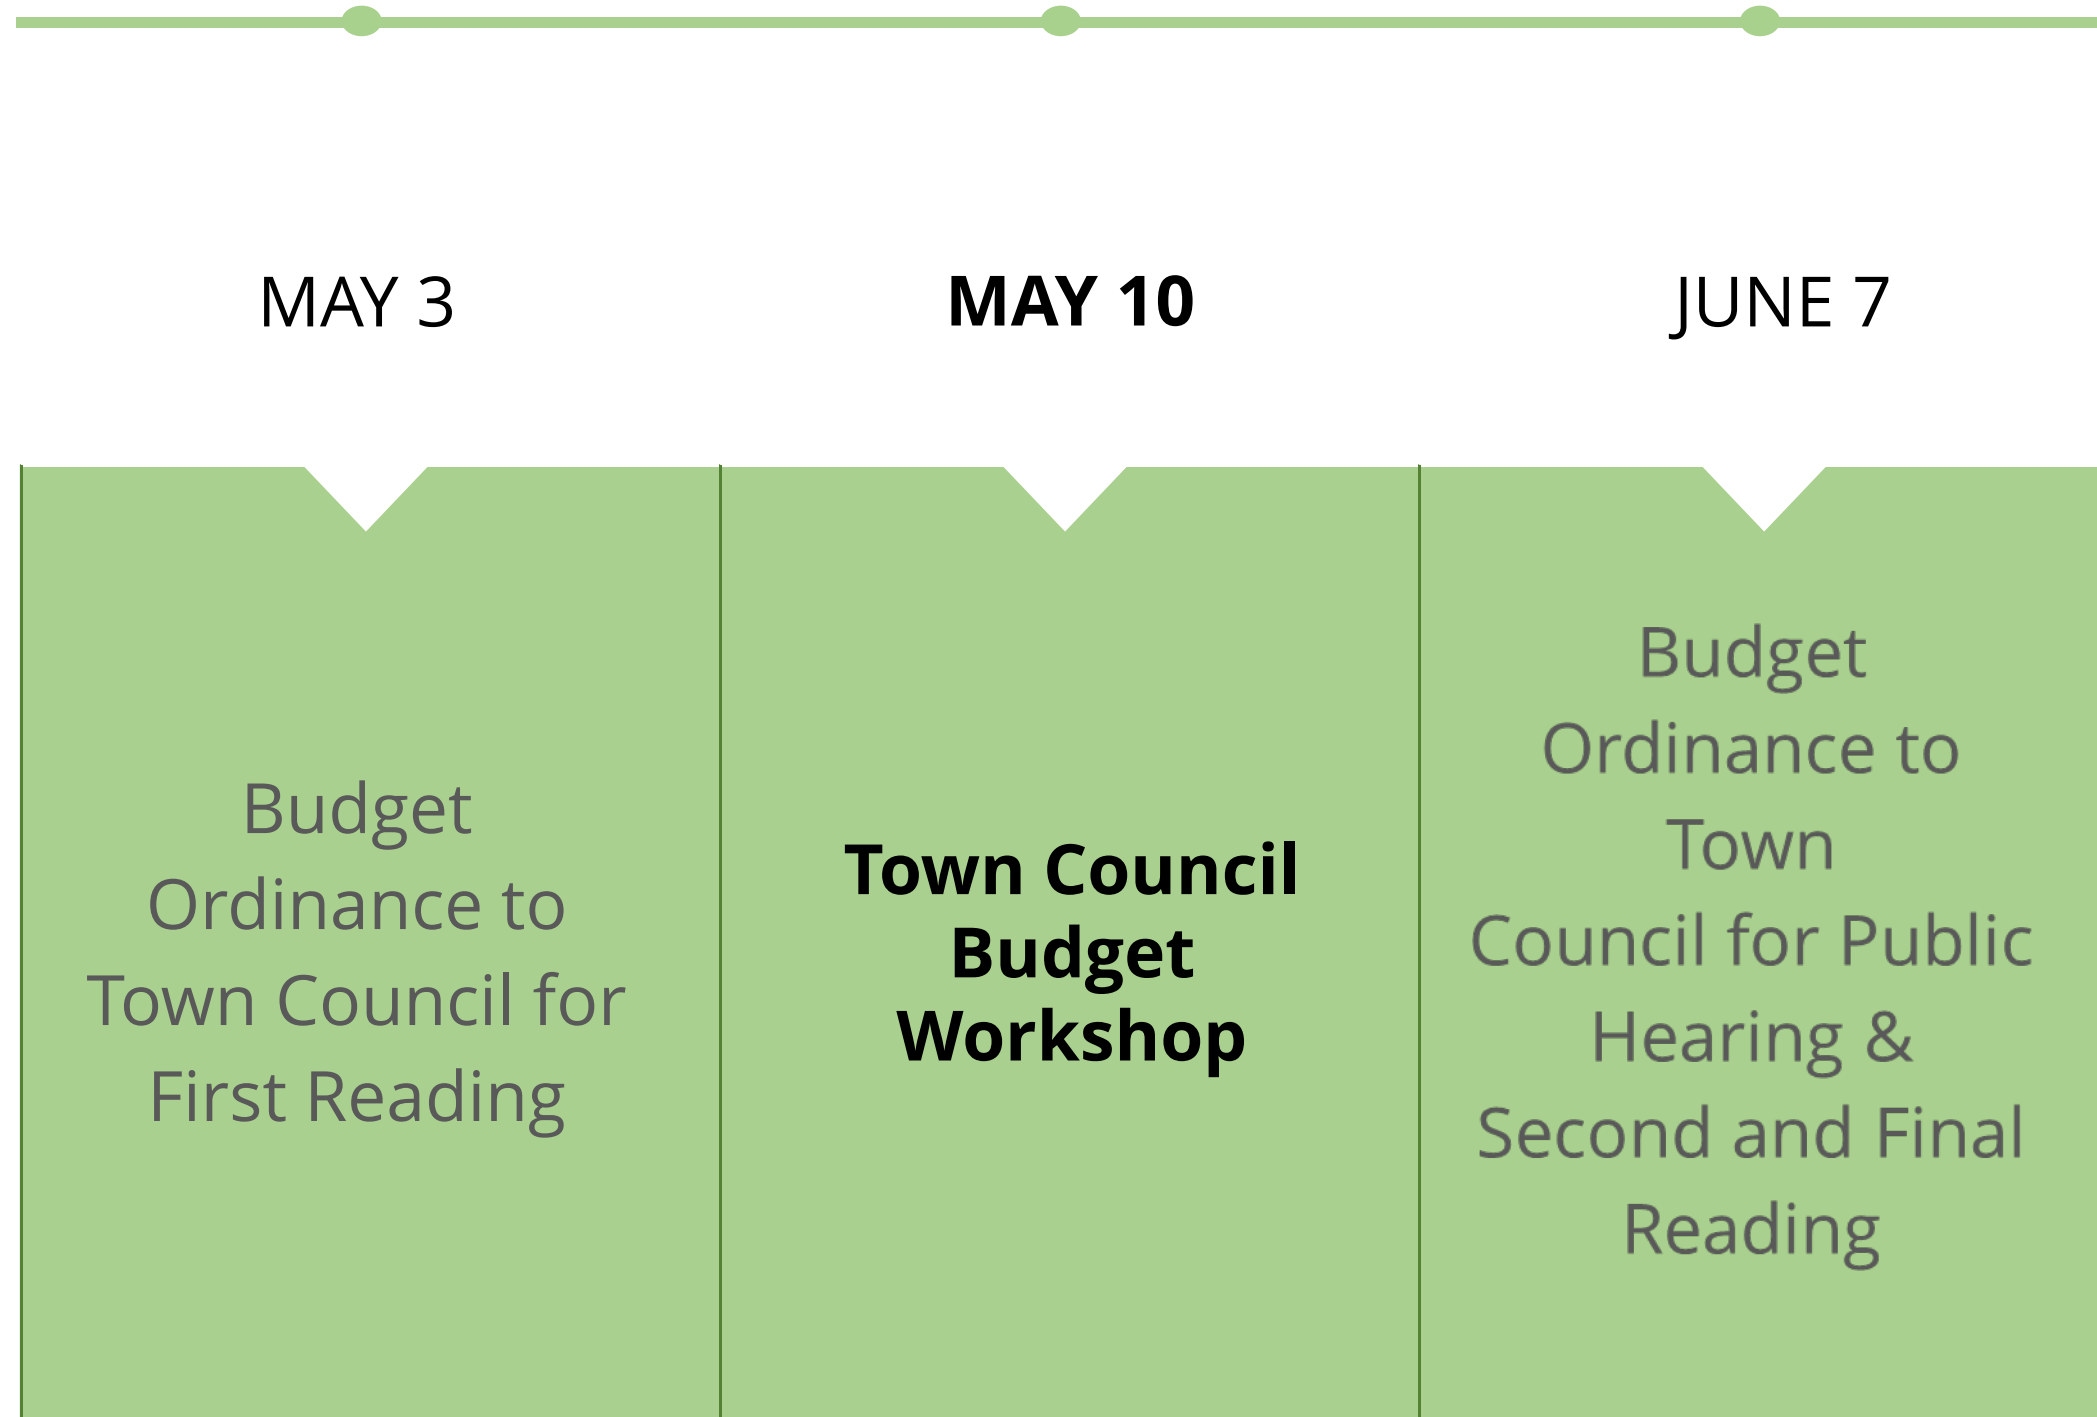 MAY 3
Budget
Ordinance to
Town Council for
First Reading
MAY 10
Town Council
Budget
Workshop
JUNE 7
Budget
Ordinance to
Town
Council for Public
Hearing &
Second and Final
Reading